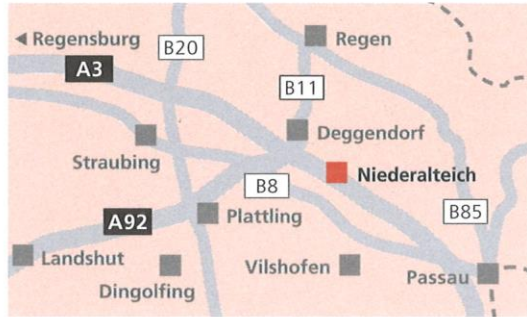 ◄ Regensburg
B20
Regen
A3
B11
Deggendorf
Straubing
Niederalteich
B8
A92
Plattling
B85
Landshut
Vilshofen
Passau
Dingolfing